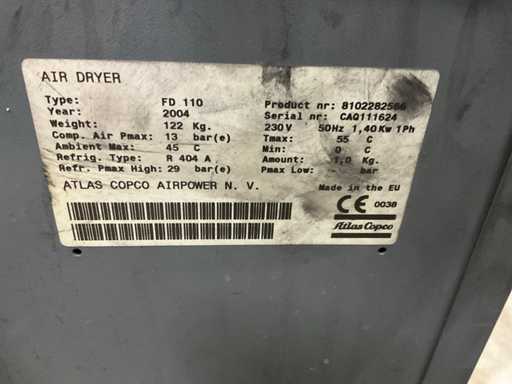 AIR DRYER
Type: FD 110 Product nr: 8102282566
Year: 2004 Serial nr: CAQ111624
Weight: 122 Kg. 230V 50Hz 1,40Kw 1Ph
Comp. Air Pmax: 13 bar(e) Tmax: 55 C
Ambient Max: 45 C Min: 0 C
Refrig. Type: R 404 A Amount: 1,0 Kg.
Refr. Pmax High: 29 bar(e) Pmax Low: - bar
ATLAS COPCO AIRPOWER N. V. Made in the EU
CE 0038
Atlas Copco